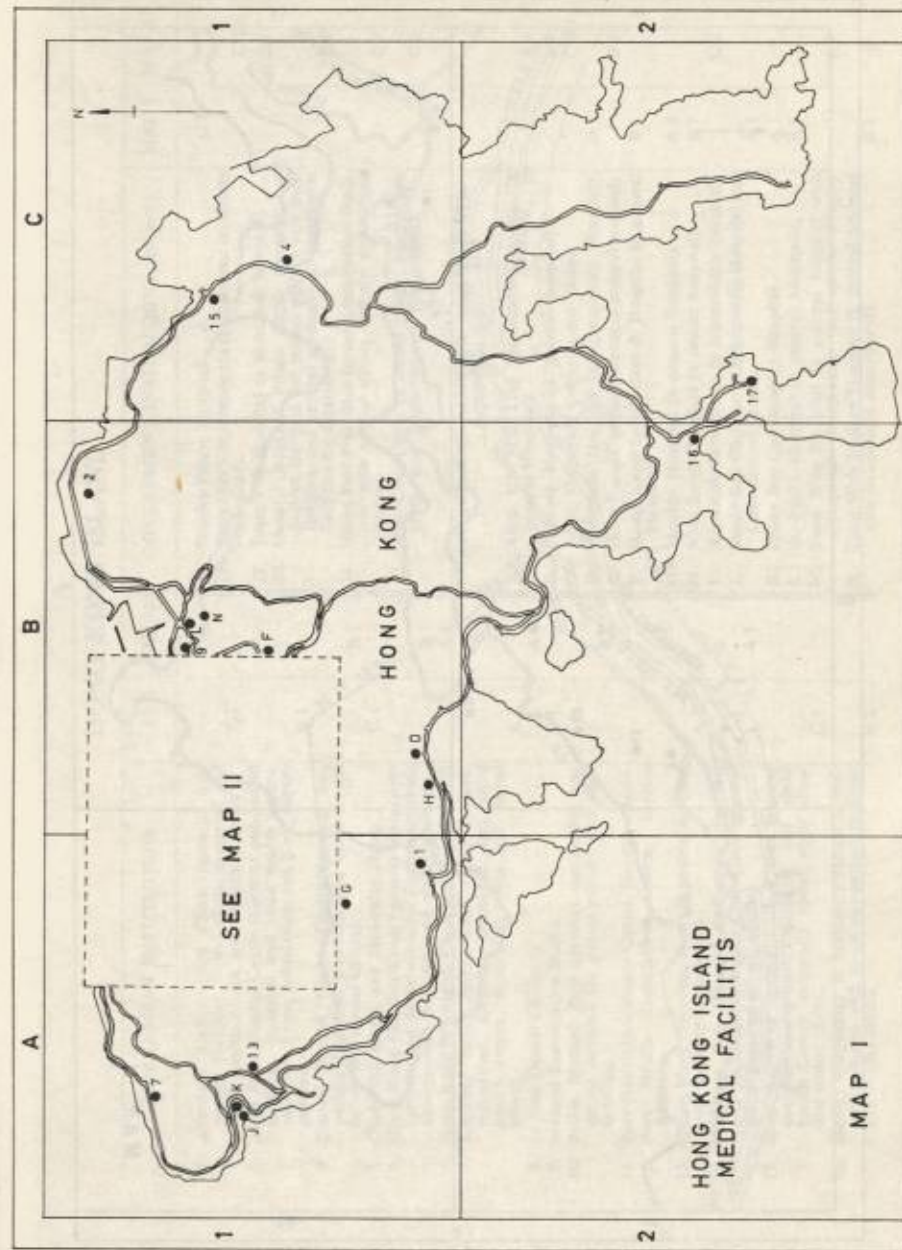 A B C
1 1
N
2
7
15
L
N
SEE MAP II
F
4
K
J
13
G
HONG KONG
D
H
1
2 2
16
17
HONG KONG ISLAND
MEDICAL FACILITIS
MAP I